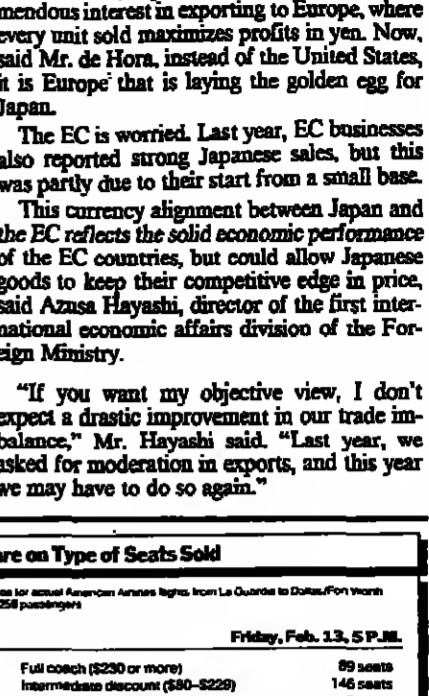 mendous interest in exporting to Europe, where
every unit sold maximizes profits in yen. Now,
said Mr. de Hora, instead of the United States,
it is Europe that is laying the golden egg for
Japan.
The EC is worried. Last year, EC businesses
also reported strong Japanese sales, but this
was partly due to their start from a small base.
This currency alignment between Japan and
the EC reflects the solid economic performance
of the EC countries, but could allow Japanese
goods to keep their competitive edge in price,
said Azusa Hayashi, director of the first inter-
national economic affairs division of the For-
eign Ministry.
"If you want my objective view, I don't
expect a drastic improvement in our trade im-
balance," Mr. Hayashi said. "Last year, we
asked for moderation in exports, and this year
we may have to do so again."
are on Type of Seats Sold
for actual American Airlines flights from La Guardia to Dallas/Fort Worth
258 passengers
Friday, Feb. 13, 5 P.M.
Full coach ($230 or more) 89 seats
Intermediate discount ($80–$229) 146 seats